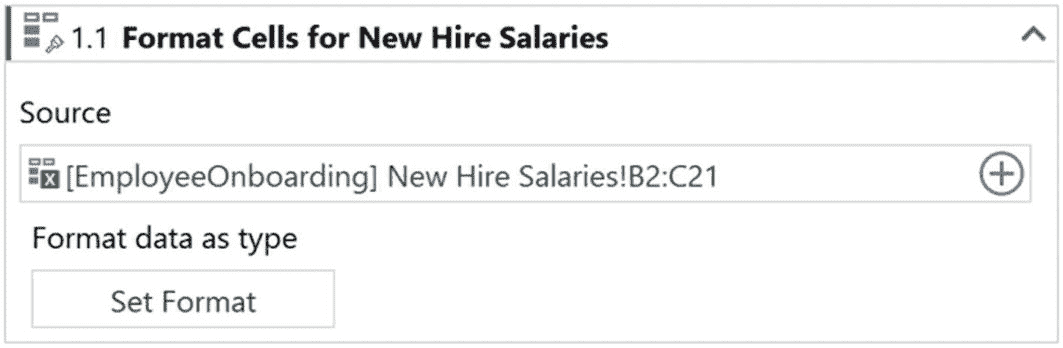 1.1 Format Cells for New Hire Salaries
Source
[EmployeeOnboarding] New Hire Salaries!B2:C21
Format data as type
Set Format